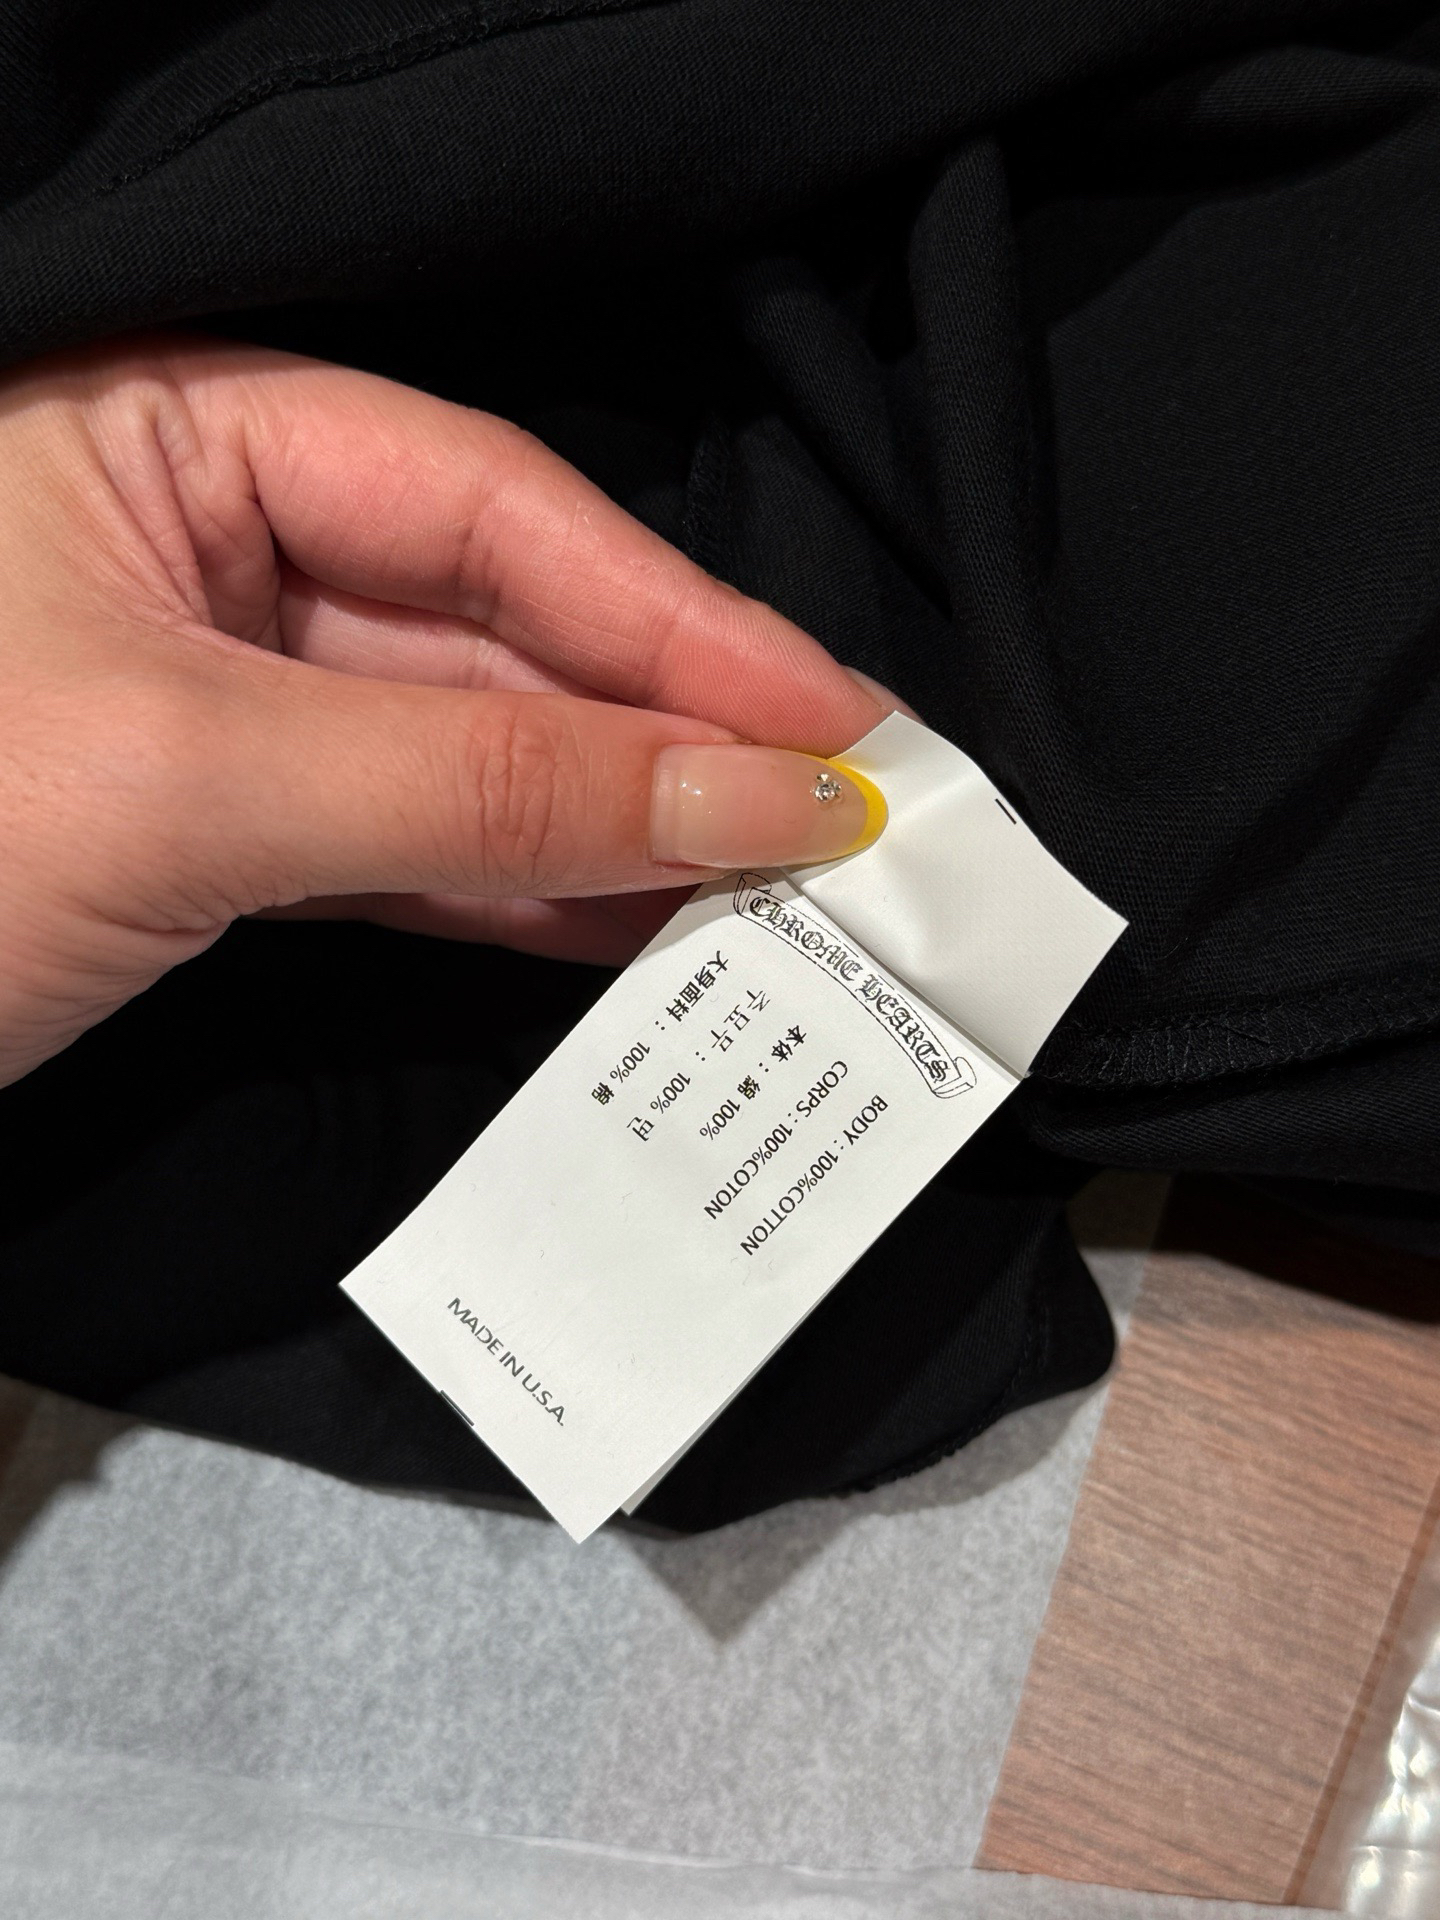 CHROME HEARTS
BODY : 100%COTTON
CORPS : 100%COTON
本体 : 綿 100%
주요부 : 100% 면
大身面料 : 100% 棉
MADE IN U.S.A.